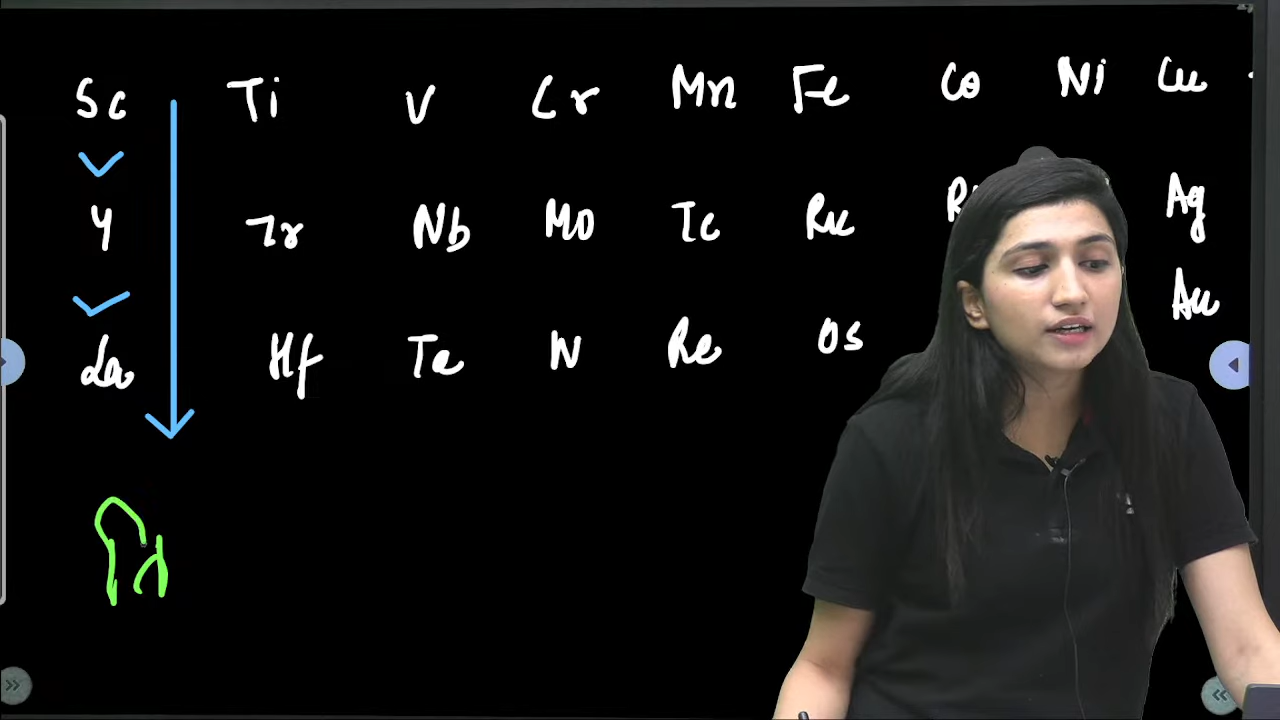 Sc Ti V Cr Mn Fe Co Ni Cu
Y Zr Nb Mo Tc Ru Ag
La Hf Ta W Re Os Au